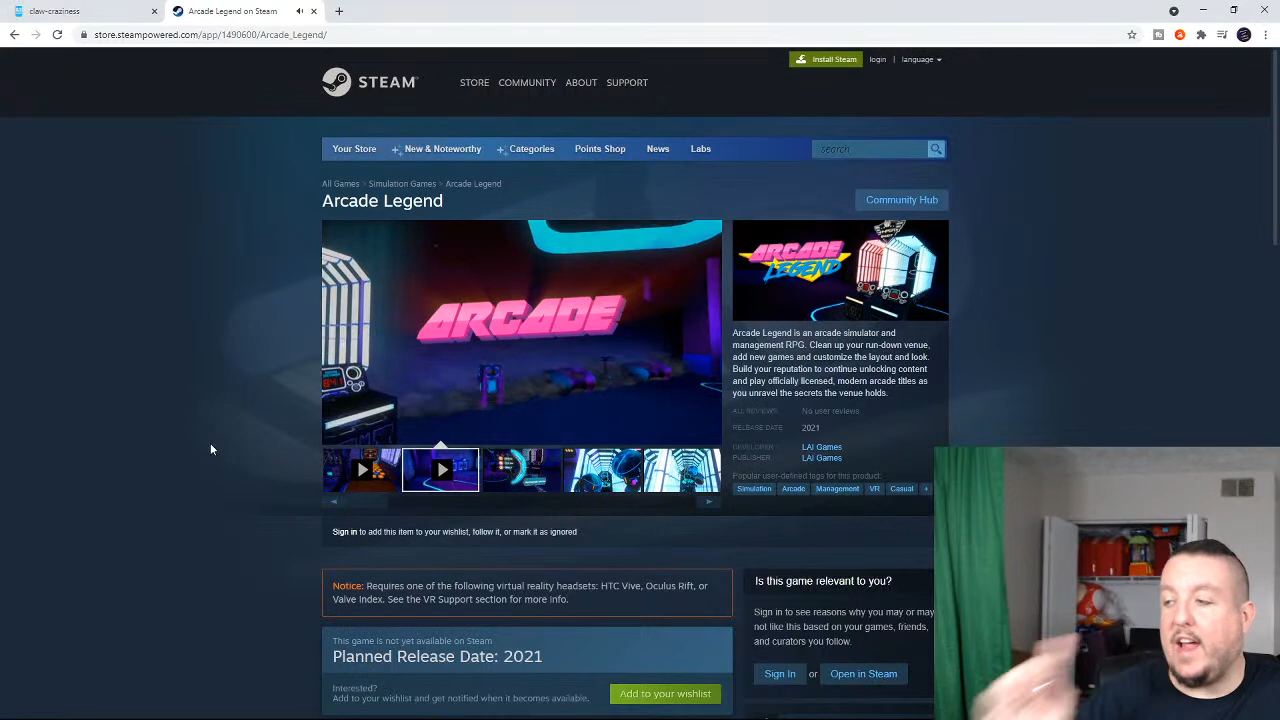 claw-craziness
Arcade Legend on Steam
store.steampowered.com/app/1490600/Arcade_Legend/
Install Steam
login
language
STEAM
STORE
COMMUNITY
ABOUT
SUPPORT
Your Store
New & Noteworthy
Categories
Points Shop
News
Labs
search
All Games > Simulation Games > Arcade Legend
Arcade Legend
Community Hub
ARCADE
ARCADE
LEGEND
Arcade Legend is an arcade simulator and
management RPG. Clean up your run-down venue,
add new games and customize the layout and look.
Build your reputation to continue unlocking content
and play officially licensed, modern arcade titles as
you unravel the secrets the venue holds.
ALL REVIEWS: No user reviews
RELEASE DATE: 2021
DEVELOPER: LAI Games
PUBLISHER: LAI Games
Popular user-defined tags for this product:
Simulation
Arcade
Management
VR
Casual
+
Sign in to add this item to your wishlist, follow it, or mark it as ignored
Notice: Requires one of the following virtual reality headsets: HTC Vive, Oculus Rift, or
Valve Index. See the VR Support section for more info.
Is this game relevant to you?
Sign in to see reasons why you may or may
not like this based on your games, friends,
and curators you follow.
Sign In
or
Open in Steam
This game is not yet available on Steam
Planned Release Date: 2021
Interested?
Add to your wishlist and get notified when it becomes available.
Add to your wishlist